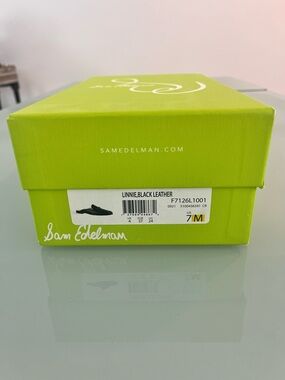 SAMEDELMAN.COM
LINNIE,BLACK LEATHER
F7126L1001
7 M
Sam Edelman